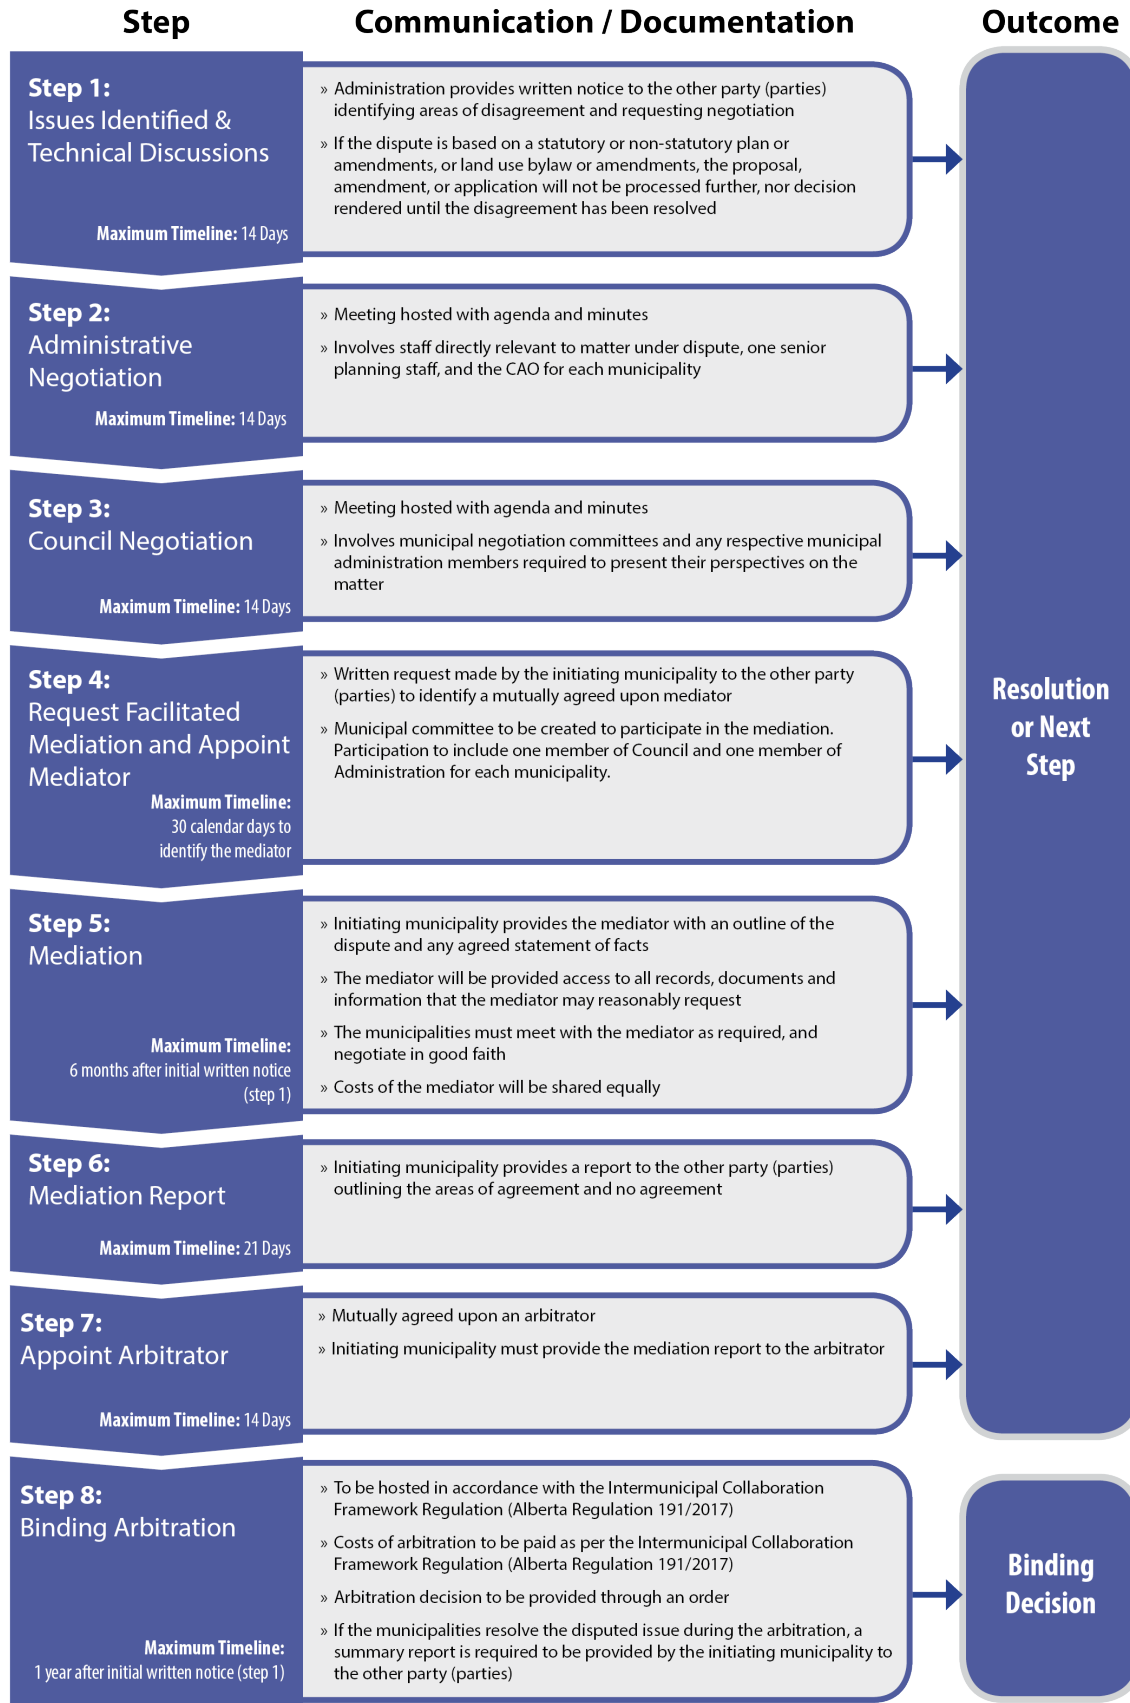 Step
Communication / Documentation
Outcome
Step 1:
Issues Identified &
Technical Discussions
Maximum Timeline: 14 Days
» Administration provides written notice to the other party (parties)
identifying areas of disagreement and requesting negotiation
» If the dispute is based on a statutory or non-statutory plan or
amendments, or land use bylaw or amendments, the proposal,
amendment, or application will not be processed further, nor decision
rendered until the disagreement has been resolved
Step 2:
Administrative
Negotiation
Maximum Timeline: 14 Days
» Meeting hosted with agenda and minutes
» Involves staff directly relevant to matter under dispute, one senior
planning staff, and the CAO for each municipality
Step 3:
Council Negotiation
Maximum Timeline: 14 Days
» Meeting hosted with agenda and minutes
» Involves municipal negotiation committees and any respective municipal
administration members required to present their perspectives on the
matter
Step 4:
Request Facilitated
Mediation and Appoint
Mediator
Maximum Timeline:
30 calendar days to
identify the mediator
» Written request made by the initiating municipality to the other party
(parties) to identify a mutually agreed upon mediator
» Municipal committee to be created to participate in the mediation.
Participation to include one member of Council and one member of
Administration for each municipality.
Resolution
or Next
Step
Step 5:
Mediation
Maximum Timeline:
6 months after initial written notice
(step 1)
» Initiating municipality provides the mediator with an outline of the
dispute and any agreed statement of facts
» The mediator will be provided access to all records, documents and
information that the mediator may reasonably request
» The municipalities must meet with the mediator as required, and
negotiate in good faith
» Costs of the mediator will be shared equally
Step 6:
Mediation Report
Maximum Timeline: 21 Days
» Initiating municipality provides a report to the other party (parties)
outlining the areas of agreement and no agreement
Step 7:
Appoint Arbitrator
Maximum Timeline: 14 Days
» Mutually agreed upon an arbitrator
» Initiating municipality must provide the mediation report to the arbitrator
Step 8:
Binding Arbitration
Maximum Timeline:
1 year after initial written notice (step 1)
» To be hosted in accordance with the Intermunicipal Collaboration
Framework Regulation (Alberta Regulation 191/2017)
» Costs of arbitration to be paid as per the Intermunicipal Collaboration
Framework Regulation (Alberta Regulation 191/2017)
» Arbitration decision to be provided through an order
» If the municipalities resolve the disputed issue during the arbitration, a
summary report is required to be provided by the initiating municipality to
the other party (parties)
Binding
Decision